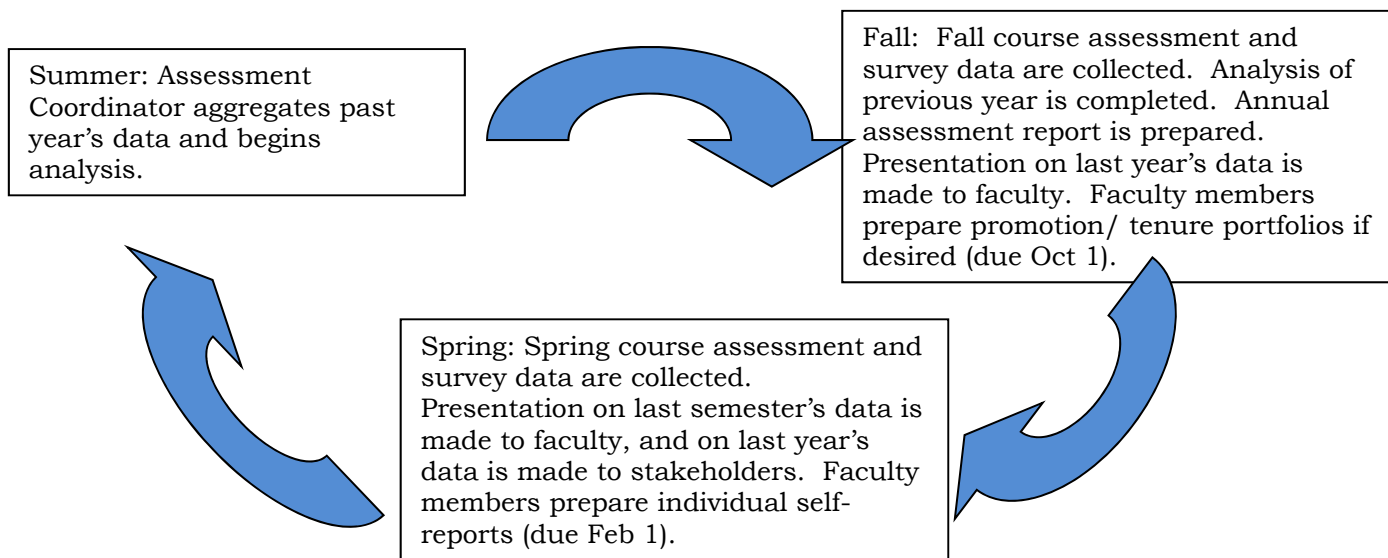 Summer: Assessment
Coordinator aggregates past
year’s data and begins
analysis.
Fall:  Fall course assessment and
survey data are collected.  Analysis of
previous year is completed.  Annual
assessment report is prepared.
Presentation on last year’s data is
made to faculty.  Faculty members
prepare promotion/ tenure portfolios if
desired (due Oct 1).
Spring: Spring course assessment and
survey data are collected.
Presentation on last semester’s data is
made to faculty, and on last year’s
data is made to stakeholders.  Faculty
members prepare individual self-
reports (due Feb 1).